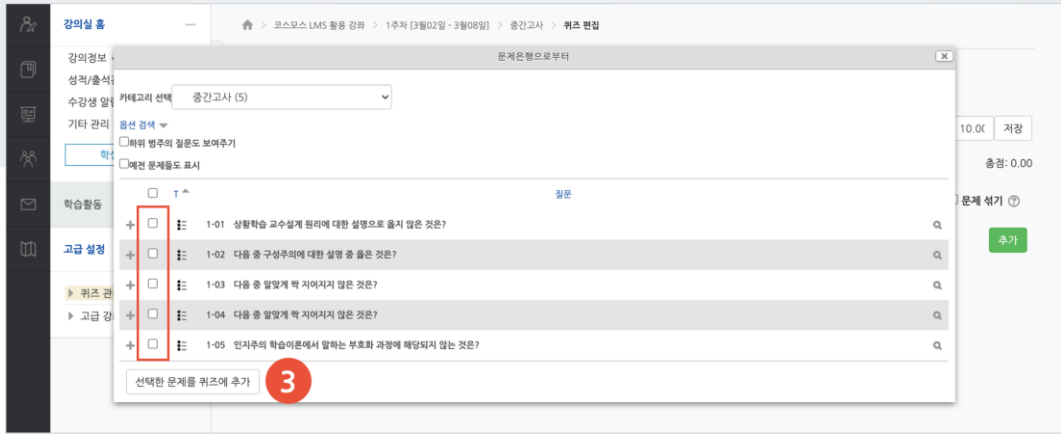 강의실 홈
코스모스 LMS 활용 강좌 > 1주차 [3월02일 - 3월08일] > 중간고사 > 퀴즈 편집
강의정보
성적/출석
수강생 알
기타 관리
학습활동
고급 설정
퀴즈 관
고급 강
문제은행으로부터
카테고리 선택
중간고사 (5)
옵션 검색
하위 범주의 질문도 보여주기
예전 문제들도 표시
T
질문
1-01 상황학습 교수설계 원리에 대한 설명으로 옳지 않은 것은?
1-02 다음 중 구성주의에 대한 설명 중 옳은 것은?
1-03 다음 중 알맞게 짝 지어지지 않은 것은?
1-04 다음 중 알맞게 짝 지어지지 않은 것은?
1-05 인지주의 학습이론에서 말하는 부호화 과정에 해당되지 않는 것은?
선택한 문제를 퀴즈에 추가
3
저장
총점: 0.00
문제 섞기
추가